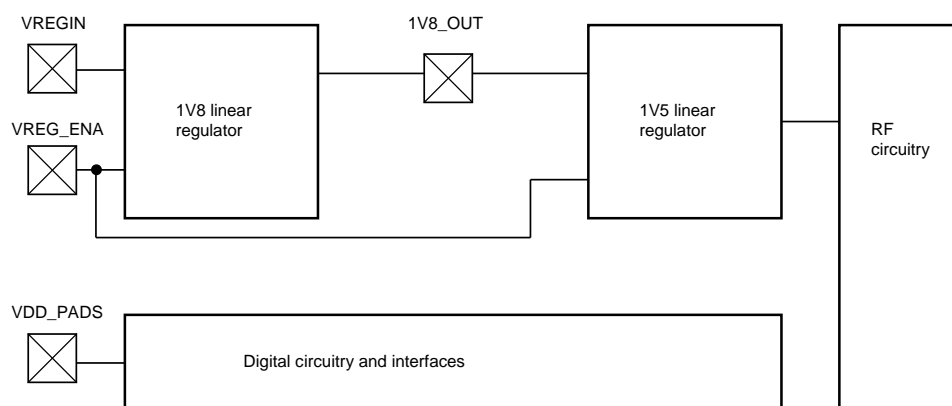 VREGIN
1V8_OUT
1V8 linear
regulator
1V5 linear
regulator
VREG_ENA
RF
circuitry
VDD_PADS
Digital circuitry and interfaces